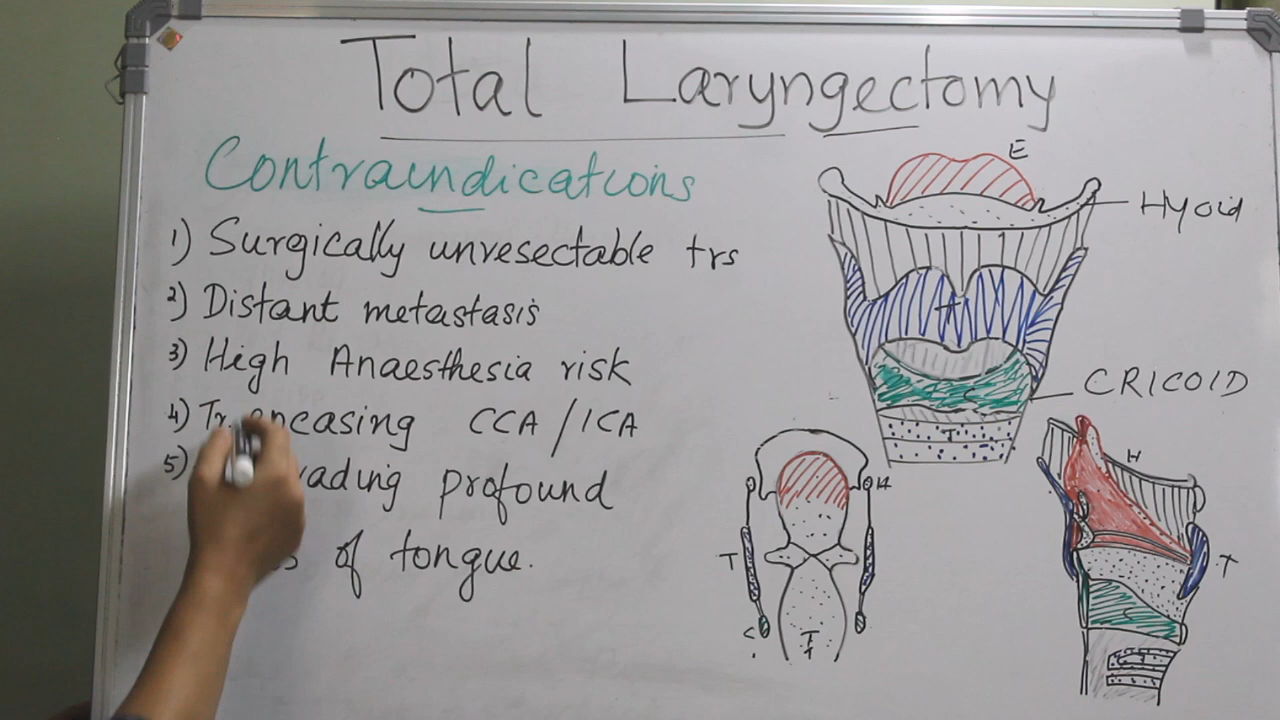 Total Laryngectomy
Contraindications
1) Surgically unresectable trs
2) Distant metastasis
3) High Anaesthesia risk
4) Tr encasing CCA / ICA
5) profound
of tongue.
E
Hyoid
CRICOID
T
H
T
C
T
H
T